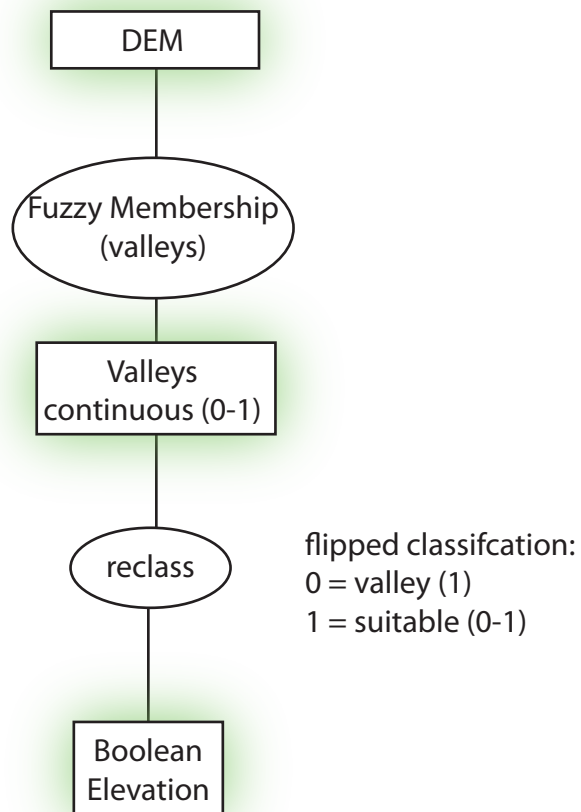 DEM
Fuzzy Membership
(valleys)
Valleys
continuous (0-1)
reclass
flipped classifcation:
0 = valley (1)
1 = suitable (0-1)
Boolean
Elevation